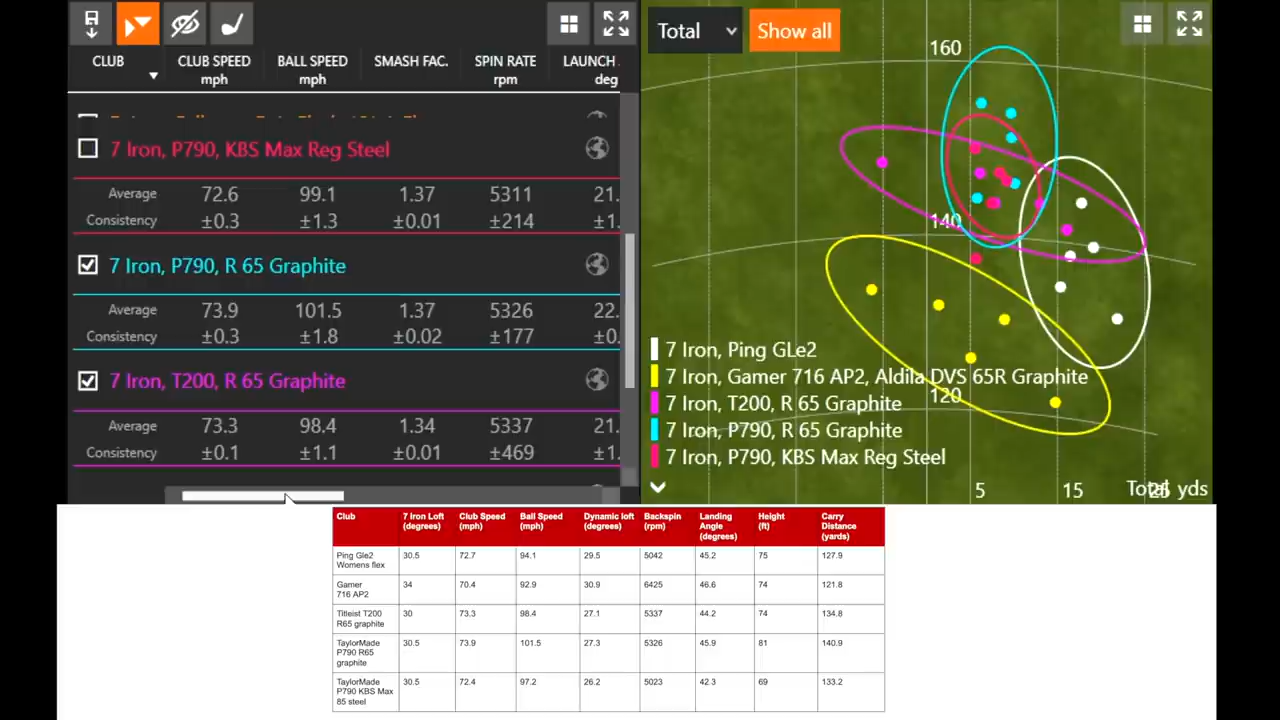 CLUB CLUB SPEED mph BALL SPEED mph SMASH FAC. SPIN RATE rpm LAUNCH deg
7 Iron, P790, KBS Max Reg Steel
Average 72.6 99.1 1.37 5311 21.
Consistency ±0.3 ±1.3 ±0.01 ±214 ±1.
7 Iron, P790, R 65 Graphite
Average 73.9 101.5 1.37 5326 22.
Consistency ±0.3 ±1.8 ±0.02 ±177 ±0.
7 Iron, T200, R 65 Graphite
Average 73.3 98.4 1.34 5337 21.
Consistency ±0.1 ±1.1 ±0.01 ±469 ±1.
Total Show all
160
140
120
7 Iron, Ping GLe2
7 Iron, Gamer 716 AP2, Aldila DVS 65R Graphite
7 Iron, T200, R 65 Graphite
7 Iron, P790, R 65 Graphite
7 Iron, P790, KBS Max Reg Steel
5 15 25 Total yds
Club 7 Iron Loft (degrees) Club Speed (mph) Ball Speed (mph) Dynamic loft (degrees) Backspin (rpm) Landing Angle (degrees) Height (ft) Carry Distance (yards)
Ping Gle2 Womens flex 30.5 72.7 94.1 29.5 5042 45.2 75 127.9
Gamer 716 AP2 34 70.4 92.9 30.9 6425 46.6 74 121.8
Titleist T200 R65 graphite 30 73.3 98.4 27.1 5337 44.2 74 134.8
TaylorMade P790 R65 graphite 30.5 73.9 101.5 27.3 5326 45.9 81 140.9
TaylorMade P790 KBS Max 85 steel 30.5 72.4 97.2 26.2 5023 42.3 69 133.2